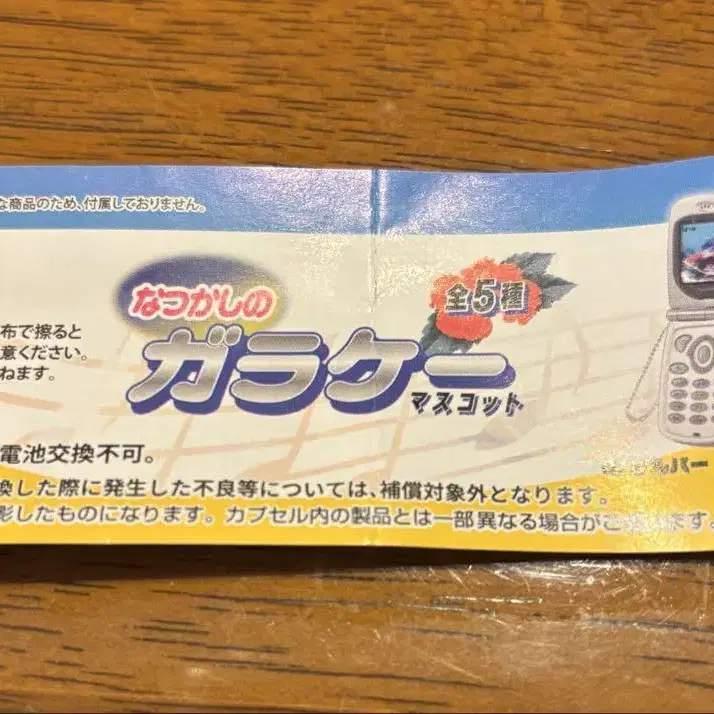 な商品のため、付属しておりません。
なつかしの
全5種
ガラケー
マスコット
布で擦ると
意ください。
ねます。
電池交換不可。
シルバー
換した際に発生した不良等については、補償対象外となります。
影したものになります。カプセル内の製品とは一部異なる場合がございます。